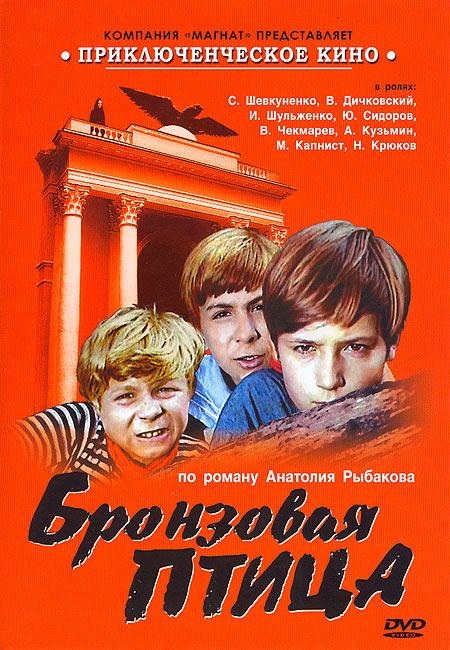 КОМПАНИЯ «МАГНАТ» ПРЕДСТАВЛЯЕТ
• ПРИКЛЮЧЕНЧЕСКОЕ КИНО •
в ролях:
С. Шевкуненко, В. Дичковский,
И. Шульженко, Ю. Сидоров,
В. Чекмарев, А. Кузьмин,
М. Капнист, Н. Крюков
по роману Анатолия Рыбакова
Бронзовая
ПТИЦА
DVD
VIDEO